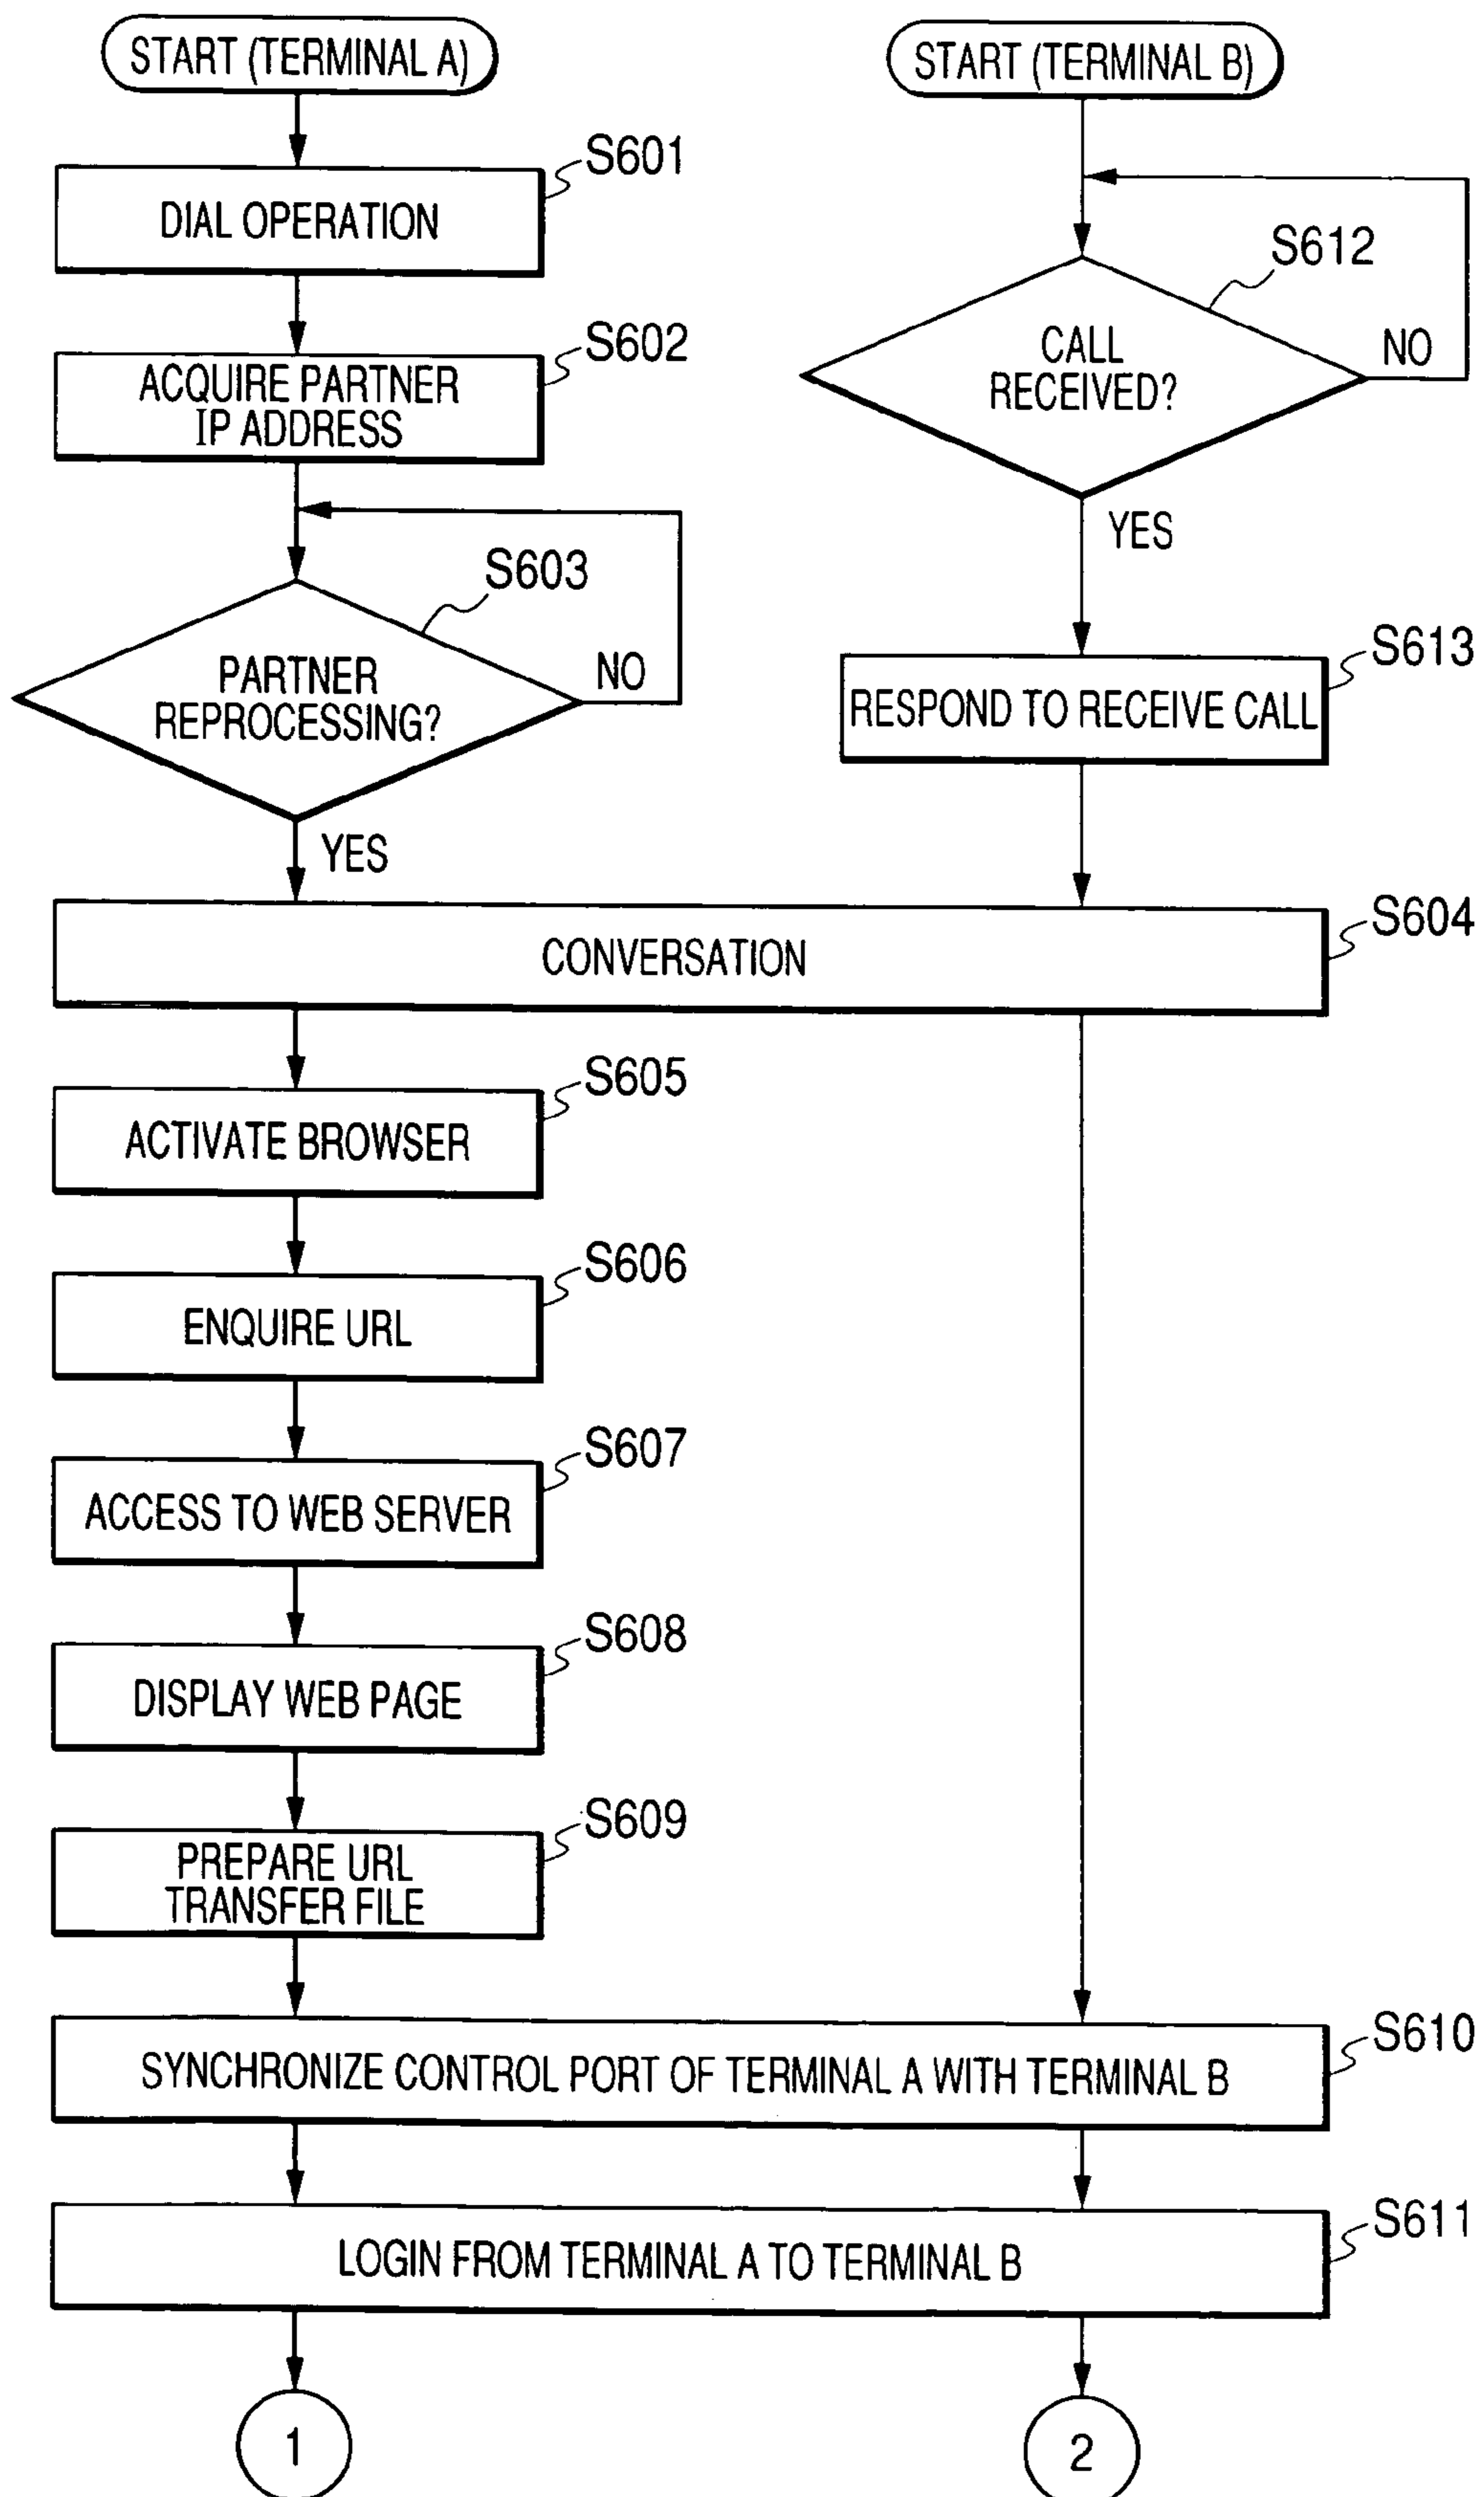 START (TERMINAL A)
S601
DIAL OPERATION
S602
ACQUIRE PARTNER
IP ADDRESS
S603
PARTNER
REPROCESSING?
NO
YES
START (TERMINAL B)
S612
CALL
RECEIVED?
NO
YES
S613
RESPOND TO RECEIVE CALL
S604
CONVERSATION
S605
ACTIVATE BROWSER
S606
ENQUIRE URL
S607
ACCESS TO WEB SERVER
S608
DISPLAY WEB PAGE
S609
PREPARE URL
TRANSFER FILE
S610
SYNCHRONIZE CONTROL PORT OF TERMINAL A WITH TERMINAL B
S611
LOGIN FROM TERMINAL A TO TERMINAL B
1
2